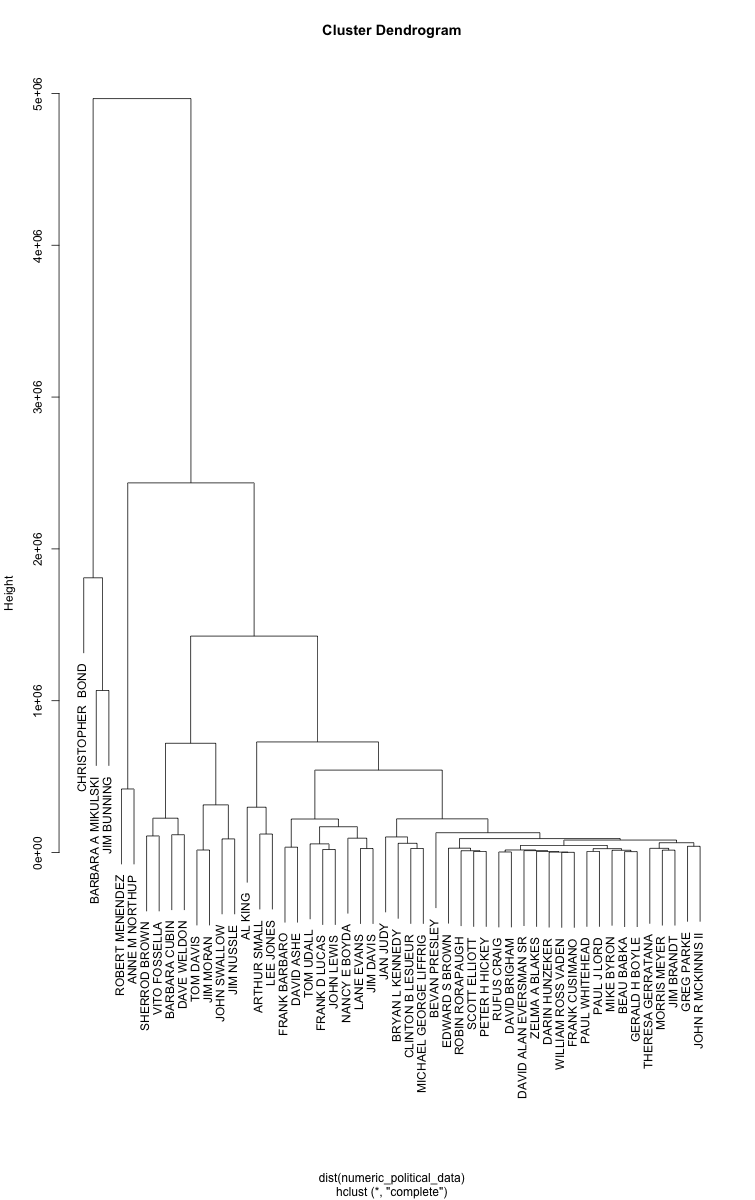 Cluster Dendrogram
Height
5e+06
4e+06
3e+06
2e+06
1e+06
0e+00
CHRISTOPHER BOND
BARBARA A MIKULSKI
JIM BUNNING
ROBERT MENENDEZ
ANNE M NORTHUP
SHERROD BROWN
VITO FOSSELLA
BARBARA CUBIN
DAVE WELDON
TOM DAVIS
JIM MORAN
JOHN SWALLOW
JIM NUSSLE
AL KING
ARTHUR SMALL
LEE JONES
FRANK BARBARO
DAVID ASHE
TOM UDALL
FRANK D LUCAS
JOHN LEWIS
NANCY E BOYDA
LANE EVANS
JIM DAVIS
JAN JUDY
BRYAN L KENNEDY
CLINTON B LESUEUR
MICHAEL GEORGE LIFFRIG
BEVAN PRESLEY
EDWARD S BROWN
ROBIN RORAPAUGH
SCOTT ELLIOTT
PETER H HICKEY
RUFUS CRAIG
DAVID BRIGHAM
DAVID ALAN EVERSMAN SR
ZELMA A BLAKES
DARIN HUNZEKER
WILLIAM ROSS VADEN
FRANK CUSIMANO
PAUL WHITEHEAD
PAUL J LORD
MIKE BYRON
BEAU BABKA
GERALD H BOYLE
THERESA GERRATANA
MORRIS MEYER
JIM BRANDT
GREG PARKE
JOHN R MCKINNIS II
dist(numeric_political_data)
hclust (*, "complete")